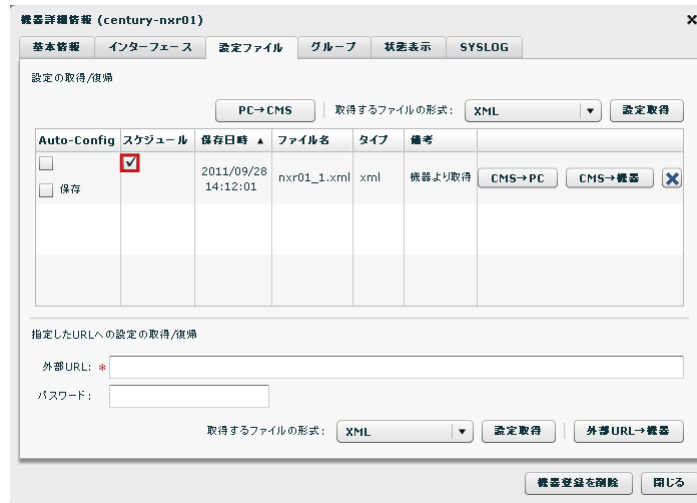 機器詳細情報 (century-nxr01)
基本情報 インターフェース 設定ファイル グループ 状態表示 SYSLOG
設定の取得/復帰
PC→CMS 取得するファイルの形式: XML 設定取得
Auto-Config スケジュール 保存日時 ▲ ファイル名 タイプ 備考
保存 2011/09/28 14:12:01 nxr01_1.xml xml 機器より取得 CMS→PC CMS→機器
指定したURLへの設定の取得/復帰
外部URL: *
パスワード:
取得するファイルの形式: XML 設定取得 外部URL→機器
機器登録を削除 閉じる